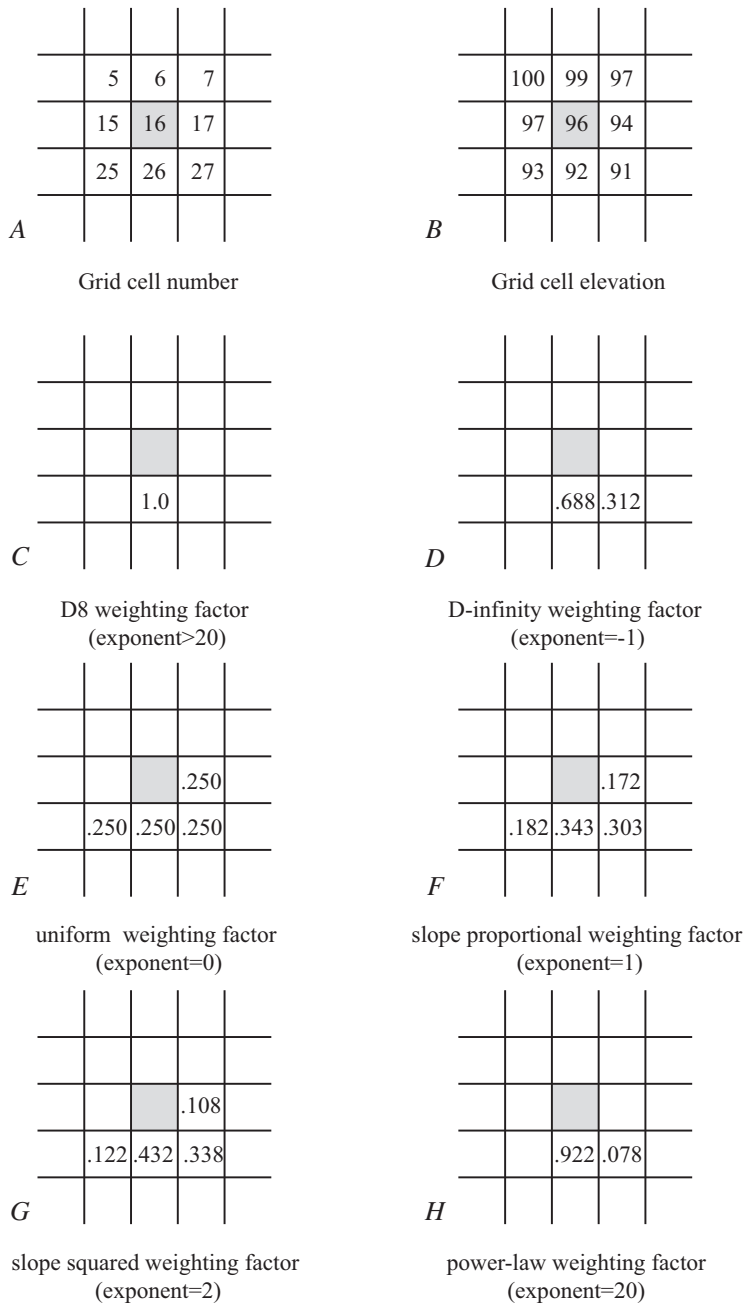 5 6 7
15 16 17
25 26 27
A
Grid cell number
100 99 97
97 96 94
93 92 91
B
Grid cell elevation
1.0
C
D8 weighting factor
(exponent>20)
.688 .312
D
D-infinity weighting factor
(exponent=-1)
.250
.250 .250 .250
E
uniform weighting factor
(exponent=0)
.172
.182 .343 .303
F
slope proportional weighting factor
(exponent=1)
.108
.122 .432 .338
G
slope squared weighting factor
(exponent=2)
.922 .078
H
power-law weighting factor
(exponent=20)